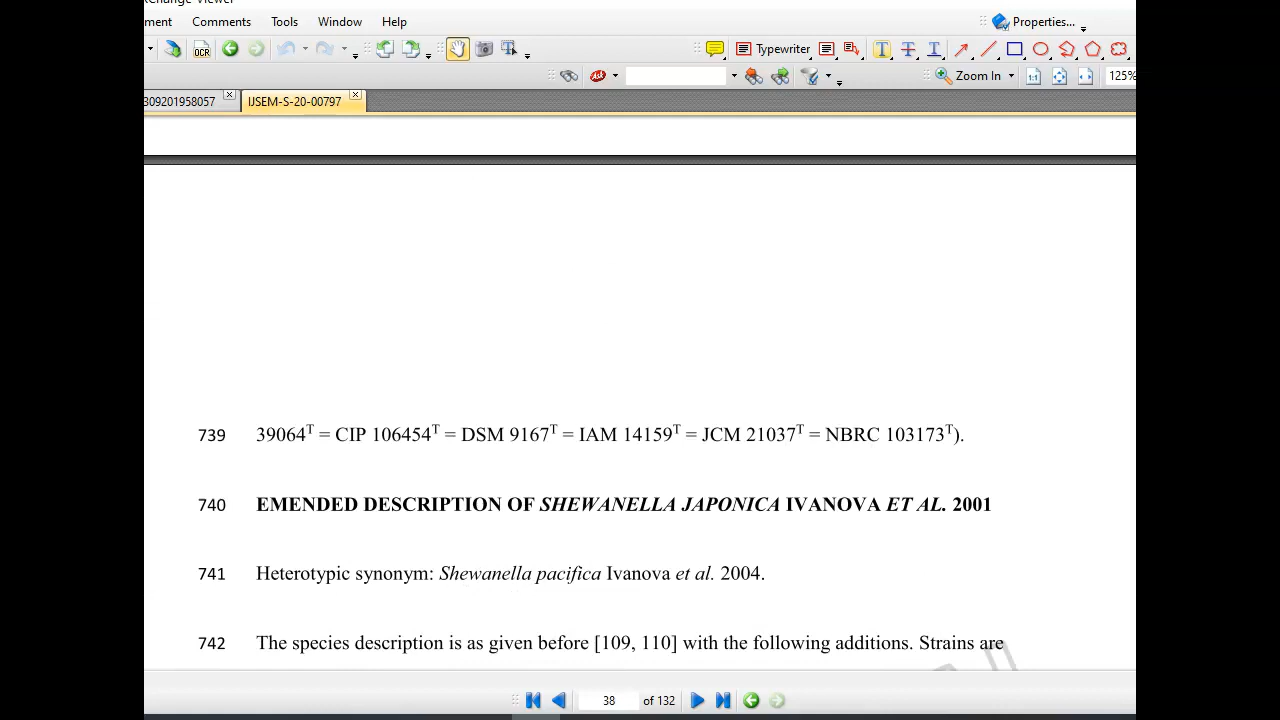 ment Comments Tools Window Help Properties...
OCR Typewriter
Zoom In 125%
309201958057 IJSEM-S-20-00797
739 39064T = CIP 106454T = DSM 9167T = IAM 14159T = JCM 21037T = NBRC 103173T).
740 EMENDED DESCRIPTION OF SHEWANELLA JAPONICA IVANOVA ET AL. 2001
741 Heterotypic synonym: Shewanella pacifica Ivanova et al. 2004.
742 The species description is as given before [109, 110] with the following additions. Strains are
38 of 132